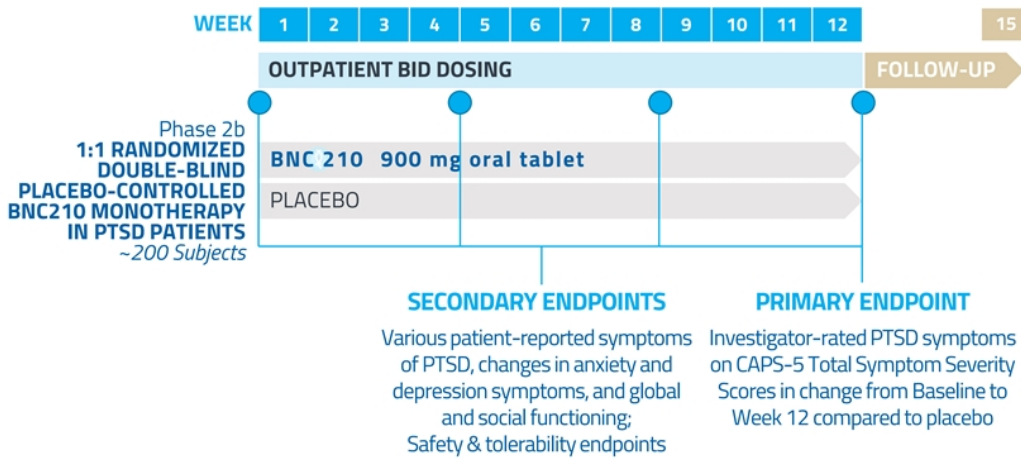 WEEK 1 2 3 4 5 6 7 8 9 10 11 12 15
OUTPATIENT BID DOSING FOLLOW-UP
Phase 2b
1:1 RANDOMIZED
DOUBLE-BLIND
PLACEBO-CONTROLLED
BNC210 MONOTHERAPY
IN PTSD PATIENTS
~200 Subjects
BNC 210 900 mg oral tablet
PLACEBO
SECONDARY ENDPOINTS
Various patient-reported symptoms
of PTSD, changes in anxiety and
depression symptoms, and global
and social functioning;
Safety & tolerability endpoints
PRIMARY ENDPOINT
Investigator-rated PTSD symptoms
on CAPS-5 Total Symptom Severity
Scores in change from Baseline to
Week 12 compared to placebo